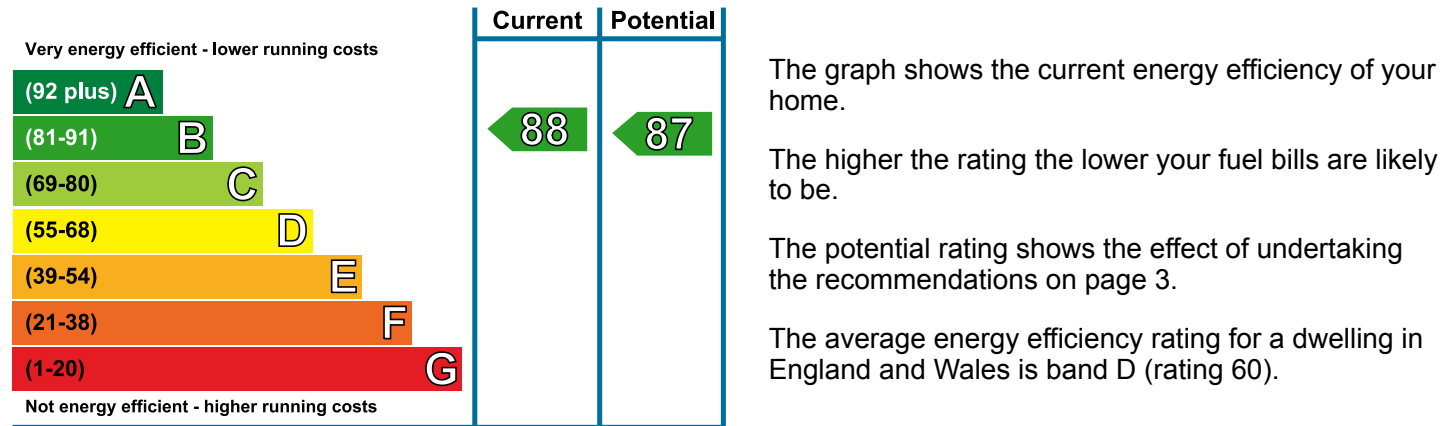 Current Potential
Very energy efficient - lower running costs
(92 plus) A
(81-91) B
88 87
(69-80) C
(55-68) D
(39-54) E
(21-38) F
(1-20) G
Not energy efficient - higher running costs
The graph shows the current energy efficiency of your
home.
The higher the rating the lower your fuel bills are likely
to be.
The potential rating shows the effect of undertaking
the recommendations on page 3.
The average energy efficiency rating for a dwelling in
England and Wales is band D (rating 60).